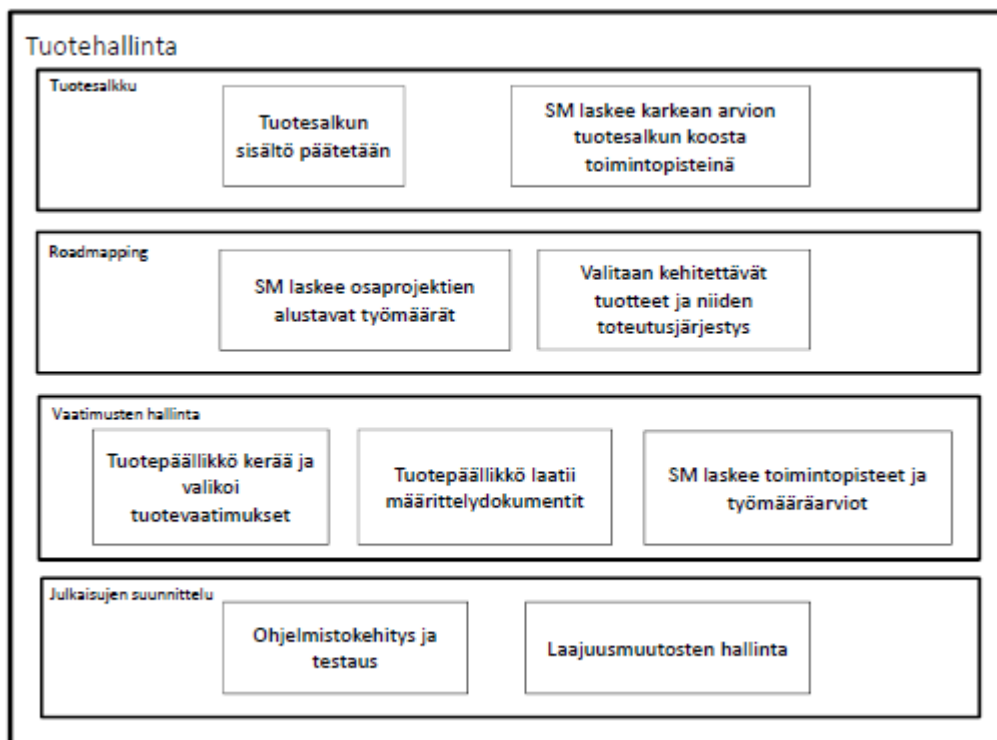 Tuotehallinta
Tuotesalkku
Tuotesalkun
sisältö päätetään
SM laskee karkean arvion
tuotesalkun koosta
toimintopisteinä
Roadmapping
SM laskee osaprojektien
alustavat työmäärät
Valitaan kehitettävät
tuotteet ja niiden
toteutusjärjestys
Vaatimusten hallinta
Tuotepäällikkö kerää ja
valikoi
tuotevaatimukset
Tuotepäällikkö laatii
määrittelydokumentit
SM laskee toimintopisteet ja
työmääräarviot
Julkaisujen suunnittelu
Ohjelmistokehitys ja
testaus
Laajuusmuutosten hallinta